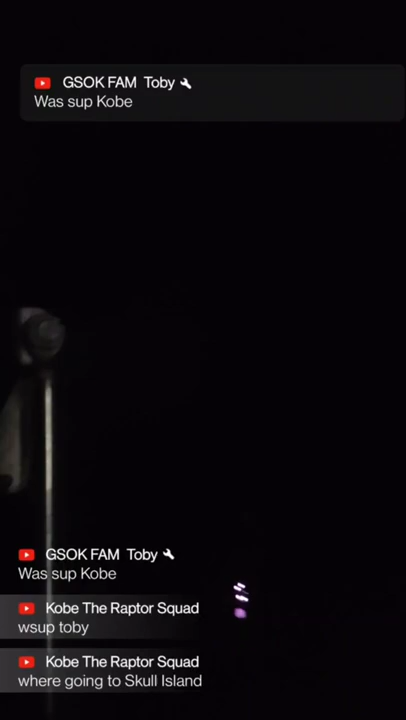 GSOK FAM Toby
Was sup Kobe
GSOK FAM Toby
Was sup Kobe
Kobe The Raptor Squad
wsup toby
Kobe The Raptor Squad
where going to Skull Island